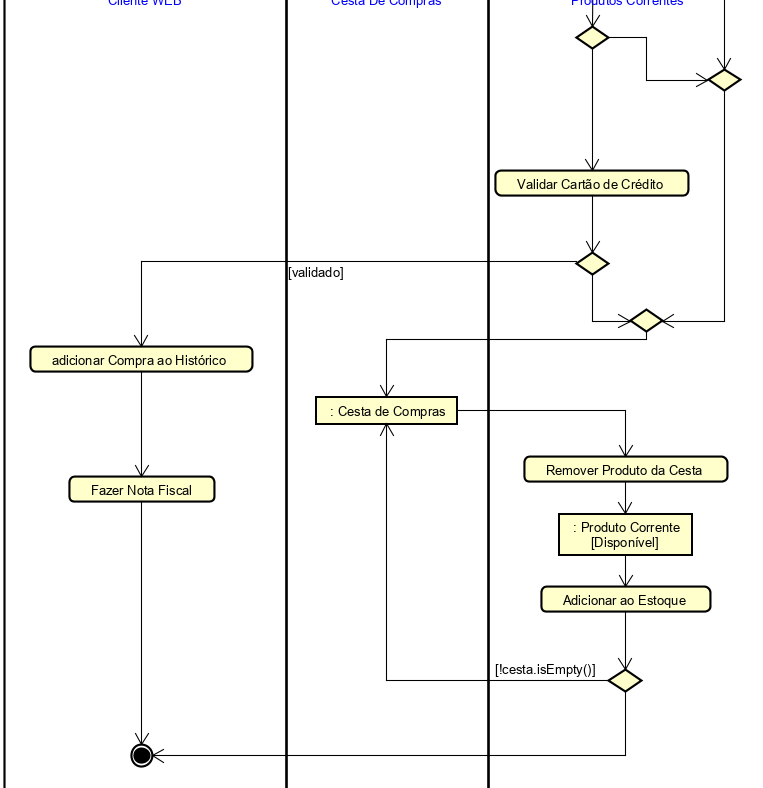 Cliente WEB
Cesta De Compras
Produtos Correntes
Validar Cartão de Crédito
[validado]
adicionar Compra ao Histórico
: Cesta de Compras
Remover Produto da Cesta
Fazer Nota Fiscal
: Produto Corrente
[Disponível]
Adicionar ao Estoque
[!cesta.isEmpty()]